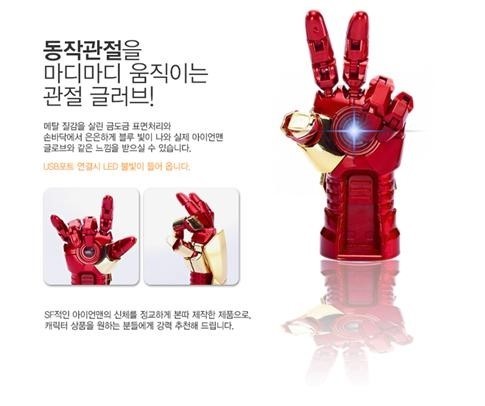 동작관절을
마디마디 움직이는
관절 글러브!
메탈 질감을 살린 금도금 표면처리와
손바닥에서 은은하게 블루 빛이 나와 실제 아이언맨
글로브와 같은 느낌을 받으실 수 있습니다.
USB포트 연결시 LED 불빛이 들어 옵니다.
SF적인 아이언맨의 신체를 징교하게 본따 제작한 제품으로,
캐릭터 상품을 원하는 분들에게 강력 추천해 드립니다.